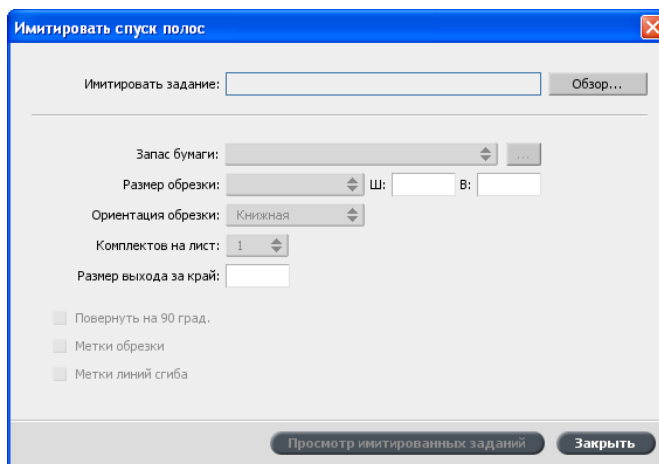 Имитировать спуск полос
Имитировать задание: Обзор...
Запас бумаги: ...
Размер обрезки: Ш: В:
Ориентация обрезки: Книжная
Комплектов на лист: 1
Размер выхода за край:
Повернуть на 90 град.
Метки обрезки
Метки линий сгиба
Просмотр имитированных заданий Закрыть